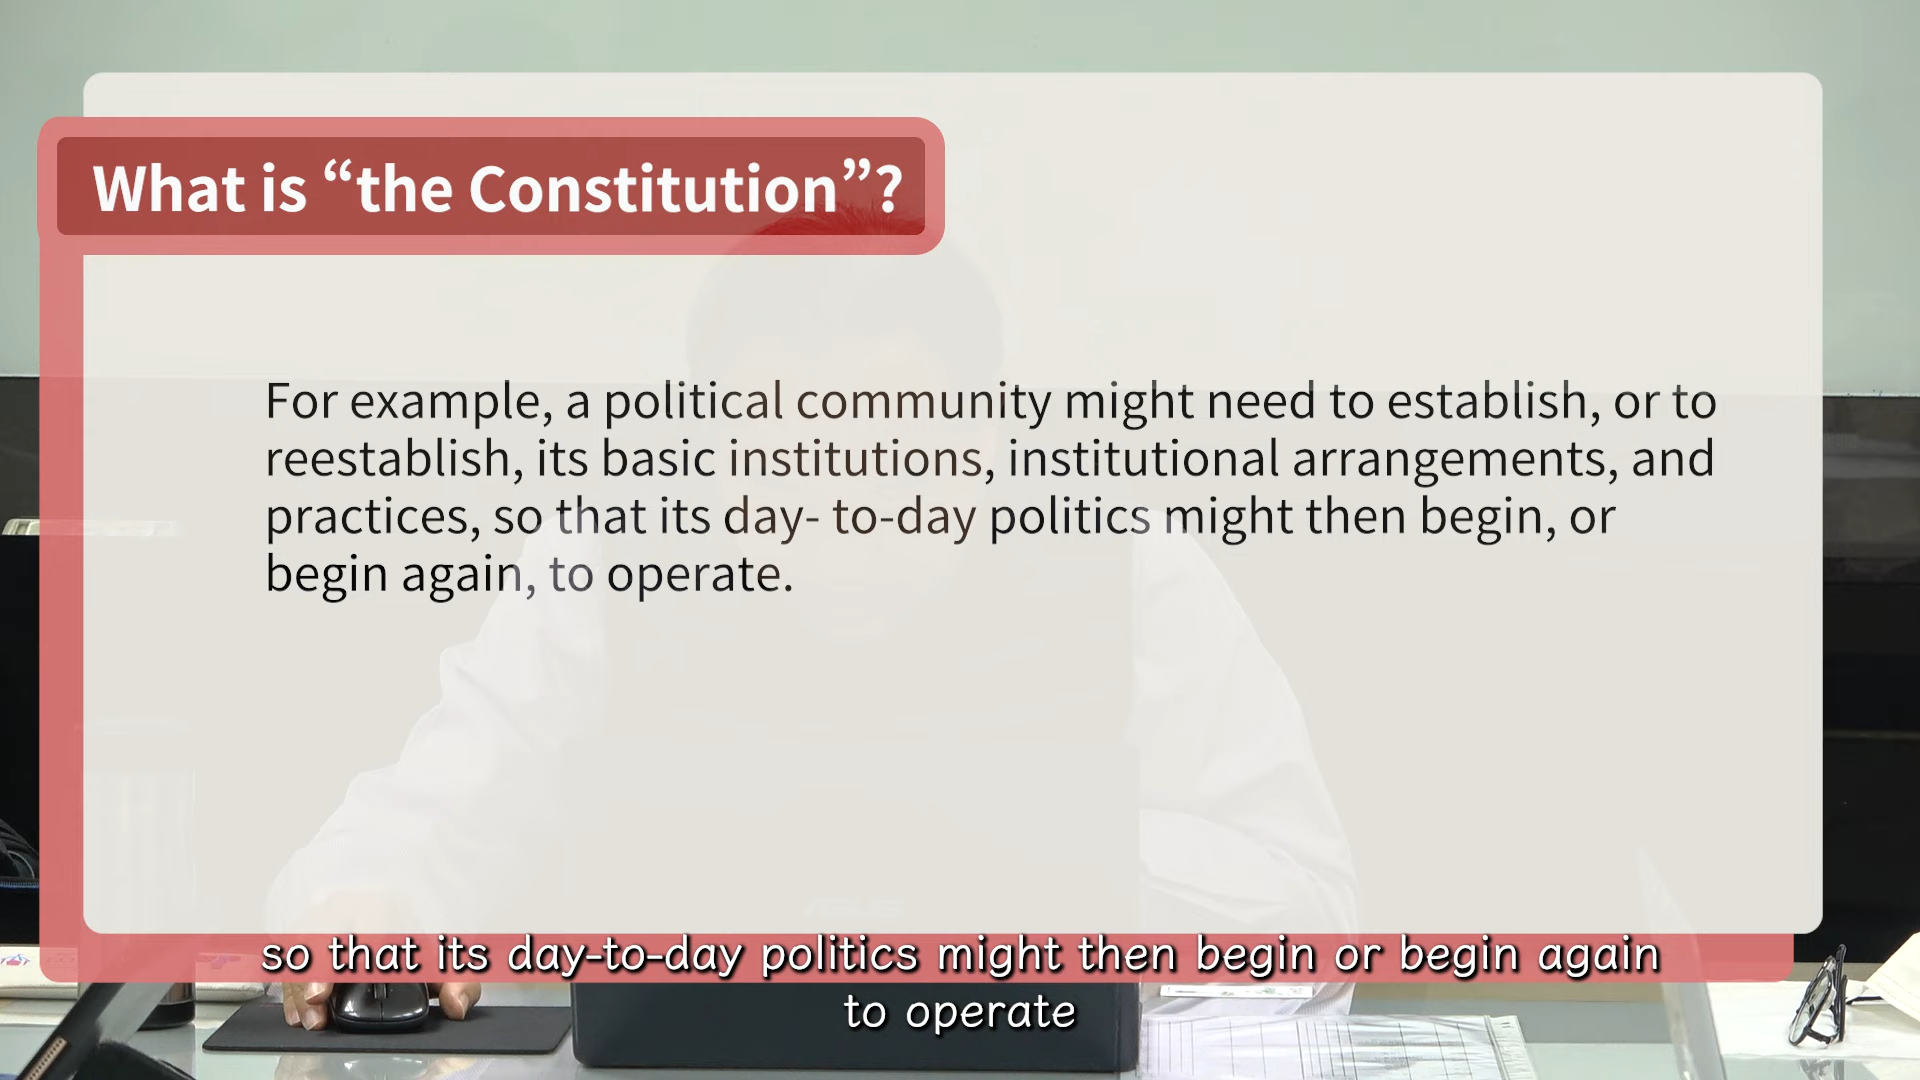 What is “the Constitution”?
For example, a political community might need to establish, or to
reestablish, its basic institutions, institutional arrangements, and
practices, so that its day- to-day politics might then begin, or
begin again, to operate.
ASUS
so that its day-to-day politics might then begin or begin again
to operate